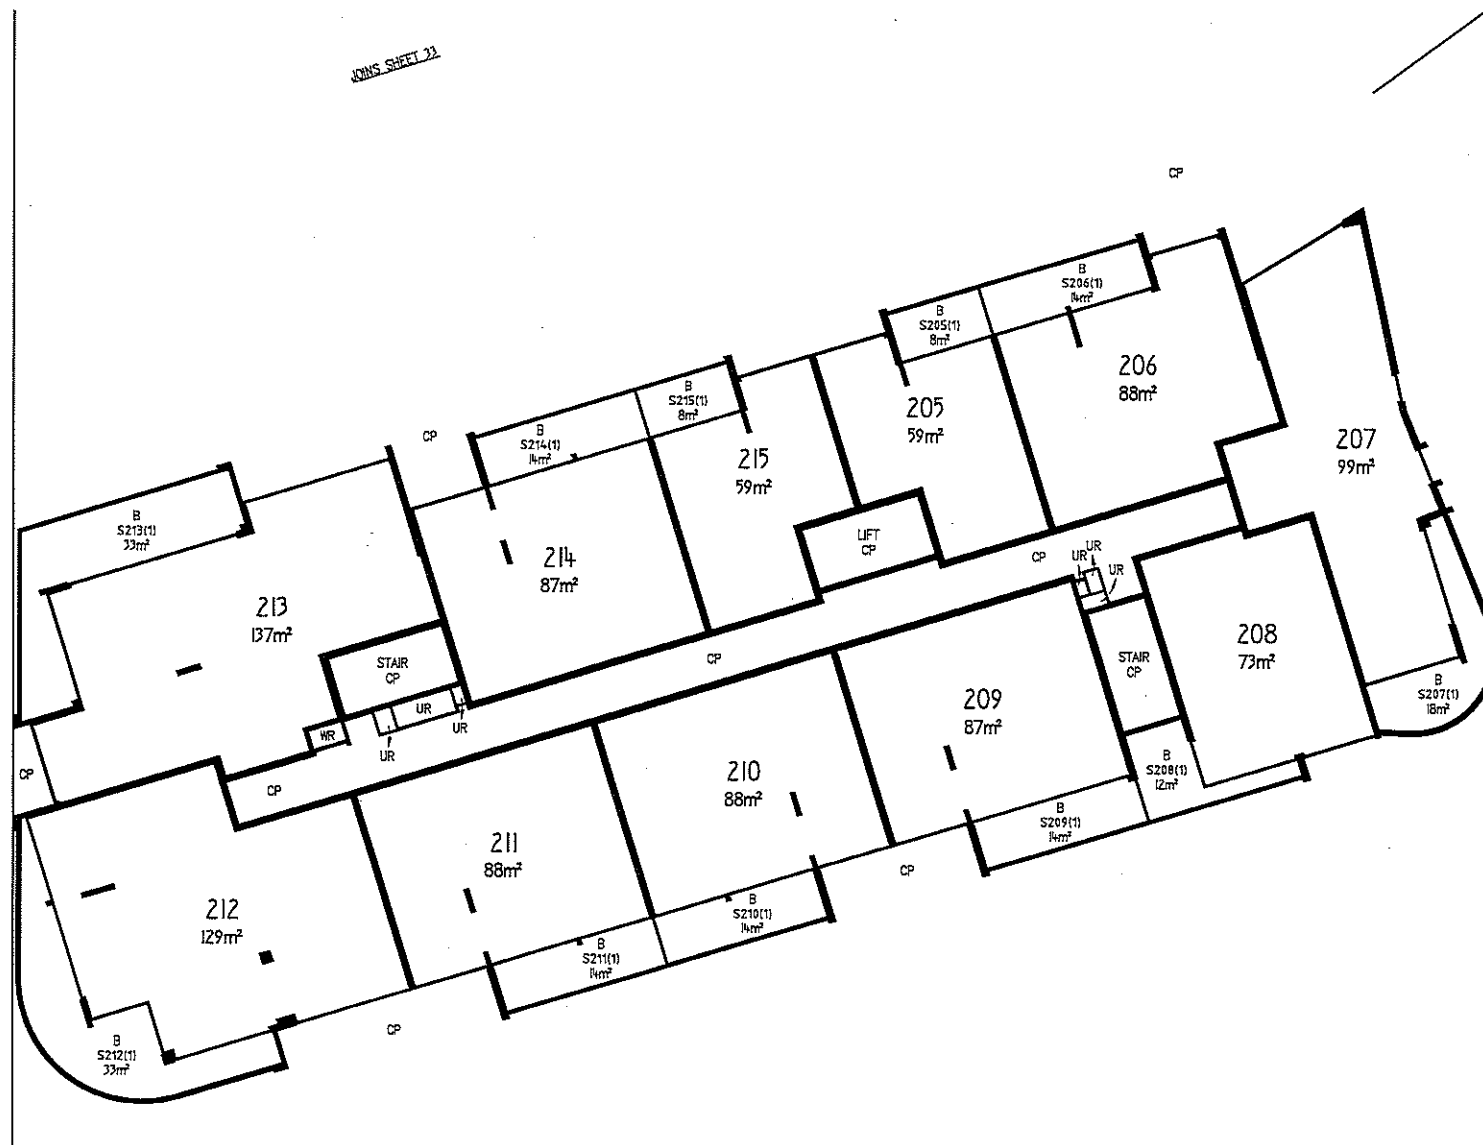 JOINS SHEET 33
CP
B
S206(1)
14m²
B
S205(1)
8m²
206
88m²
205
59m²
207
99m²
B
S215(1)
8m²
B
S214(1)
14m²
CP
215
59m²
214
87m²
LIFT
CP
B
S213(1)
33m²
213
137m²
CP
UR
UR
UR
208
73m²
STAIR
CP
STAIR
CP
CP
B
S207(1)
18m²
209
87m²
UR
UR
UR
WR
CP
CP
B
S208(1)
12m²
210
88m²
B
S209(1)
14m²
211
88m²
CP
212
129m²
B
S210(1)
14m²
B
S211(1)
14m²
CP
B
S212(1)
33m²